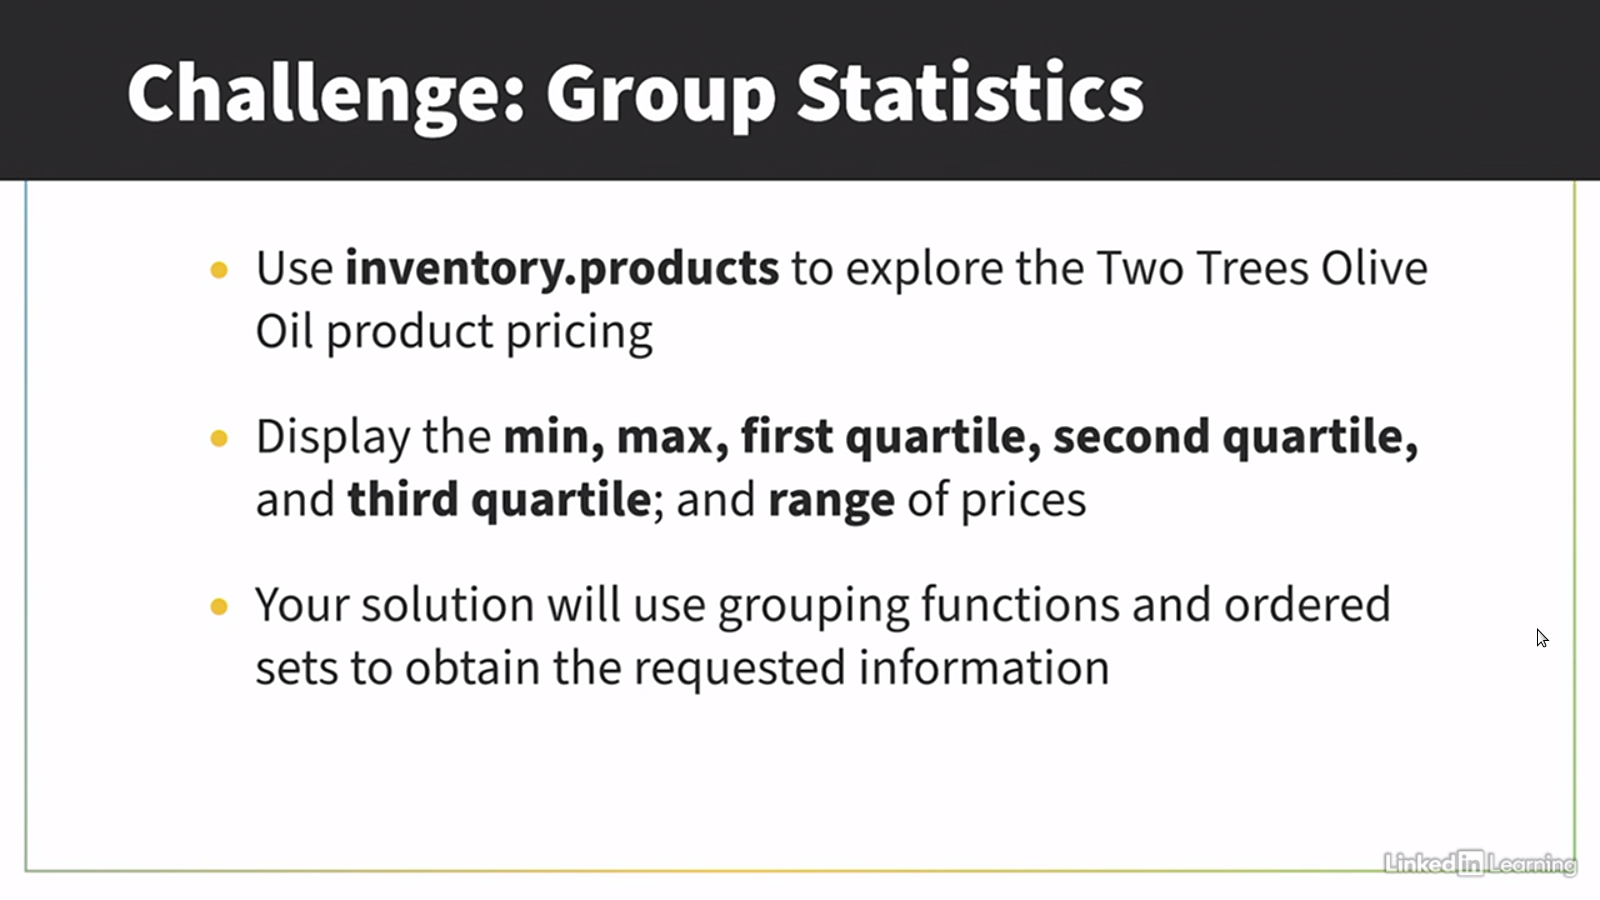 Challenge: Group Statistics
• Use inventory.products to explore the Two Trees Olive
Oil product pricing
• Display the min, max, first quartile, second quartile,
and third quartile; and range of prices
• Your solution will use grouping functions and ordered
sets to obtain the requested information
LinkedIn Learning